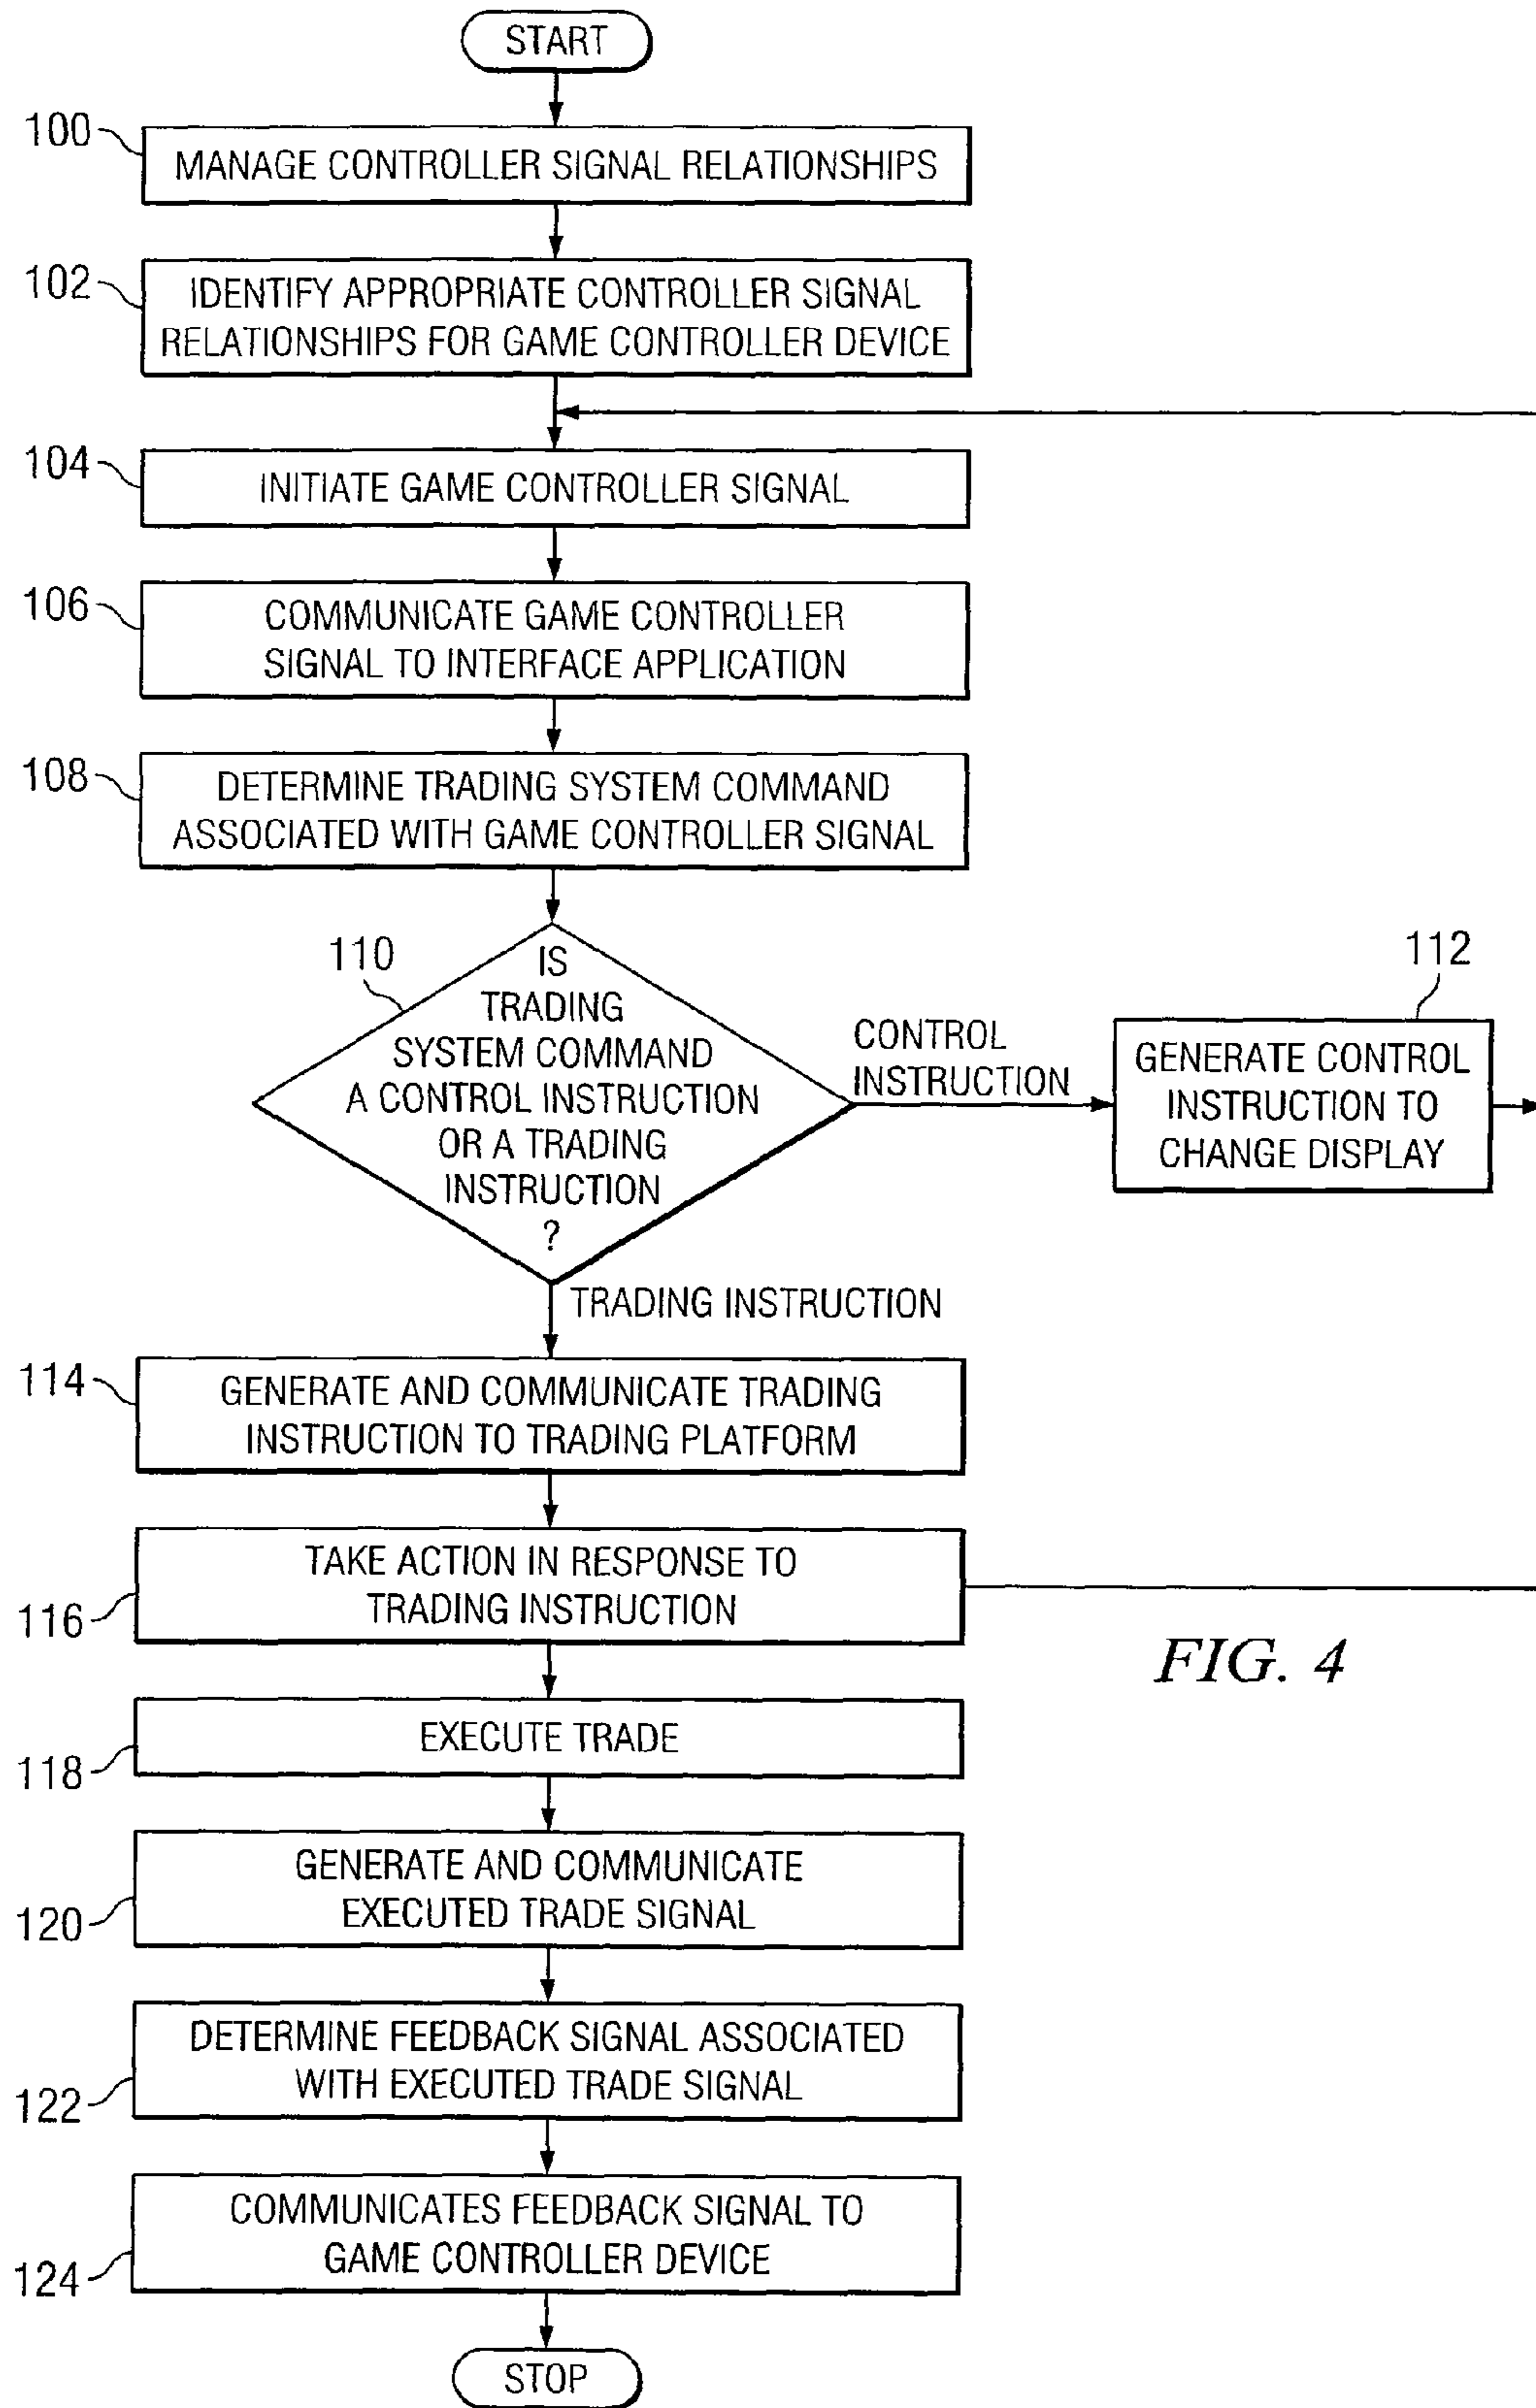 START
100
MANAGE CONTROLLER SIGNAL RELATIONSHIPS
102
IDENTIFY APPROPRIATE CONTROLLER SIGNAL
RELATIONSHIPS FOR GAME CONTROLLER DEVICE
104
INITIATE GAME CONTROLLER SIGNAL
106
COMMUNICATE GAME CONTROLLER
SIGNAL TO INTERFACE APPLICATION
108
DETERMINE TRADING SYSTEM COMMAND
ASSOCIATED WITH GAME CONTROLLER SIGNAL
110
IS
TRADING
SYSTEM COMMAND
A CONTROL INSTRUCTION
OR A TRADING
INSTRUCTION
?
CONTROL
INSTRUCTION
112
GENERATE CONTROL
INSTRUCTION TO
CHANGE DISPLAY
TRADING INSTRUCTION
114
GENERATE AND COMMUNICATE TRADING
INSTRUCTION TO TRADING PLATFORM
116
TAKE ACTION IN RESPONSE TO
TRADING INSTRUCTION
FIG. 4
118
EXECUTE TRADE
120
GENERATE AND COMMUNICATE
EXECUTED TRADE SIGNAL
122
DETERMINE FEEDBACK SIGNAL ASSOCIATED
WITH EXECUTED TRADE SIGNAL
124
COMMUNICATES FEEDBACK SIGNAL TO
GAME CONTROLLER DEVICE
STOP